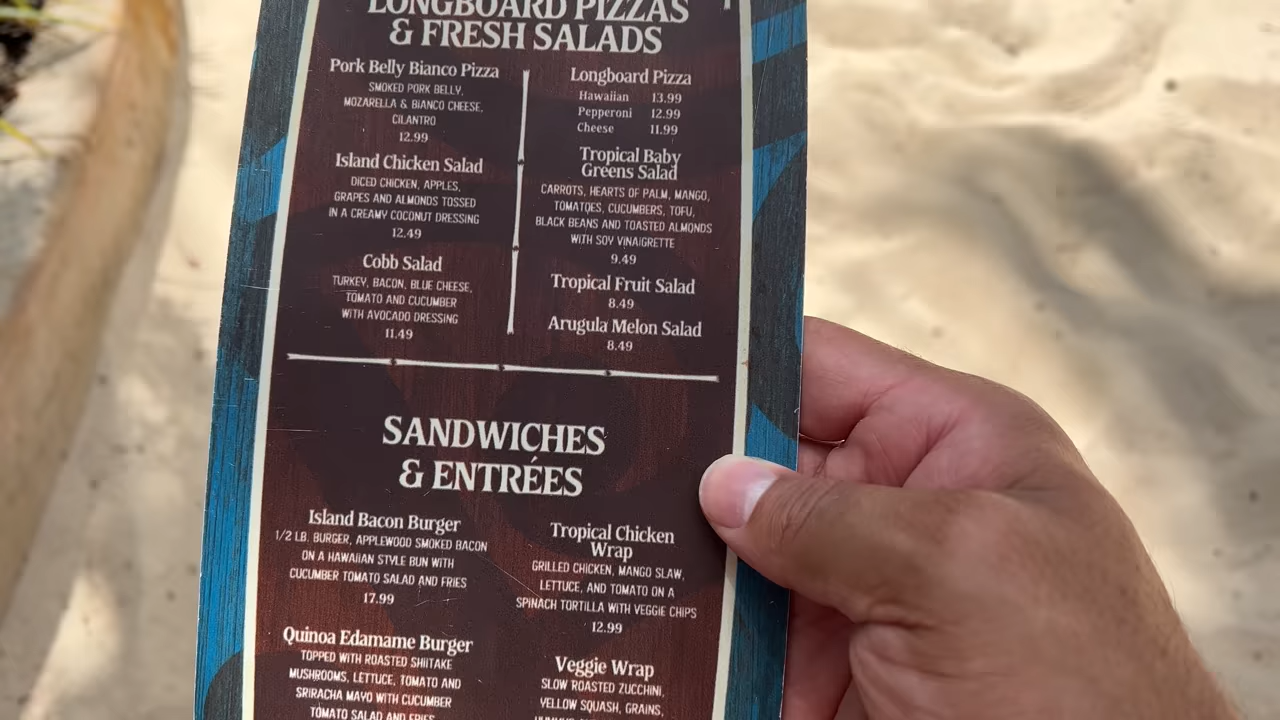 LONGBOARD PIZZAS
& FRESH SALADS
Pork Belly Bianco Pizza
SMOKED PORK BELLY,
MOZARELLA & BIANCO CHEESE,
CILANTRO
12.99
Island Chicken Salad
DICED CHICKEN, APPLES,
GRAPES AND ALMONDS TOSSED
IN A CREAMY COCONUT DRESSING
12.49
Cobb Salad
TURKEY, BACON, BLUE CHEESE,
TOMATO AND CUCUMBER
WITH AVOCADO DRESSING
11.49
Longboard Pizza
Hawaiian 13.99
Pepperoni 12.99
Cheese 11.99
Tropical Baby
Greens Salad
CARROTS, HEARTS OF PALM, MANGO,
TOMATOES, CUCUMBERS, TOFU,
BLACK BEANS AND TOASTED ALMONDS
WITH SOY VINAIGRETTE
9.49
Tropical Fruit Salad
8.49
Arugula Melon Salad
8.49
SANDWICHES
& ENTRÉES
Island Bacon Burger
1/2 LB. BURGER, APPLEWOOD SMOKED BACON
ON A HAWAIIAN STYLE BUN WITH
CUCUMBER TOMATO SALAD AND FRIES
17.99
Quinoa Edamame Burger
TOPPED WITH ROASTED SHIITAKE
MUSHROOMS, LETTUCE, TOMATO AND
SRIRACHA MAYO WITH CUCUMBER
TOMATO SALAD AND FRIES
Tropical Chicken
Wrap
GRILLED CHICKEN, MANGO SLAW,
LETTUCE, AND TOMATO ON A
SPINACH TORTILLA WITH VEGGIE CHIPS
12.99
Veggie Wrap
SLOW ROASTED ZUCCHINI,
YELLOW SQUASH, GRAINS,